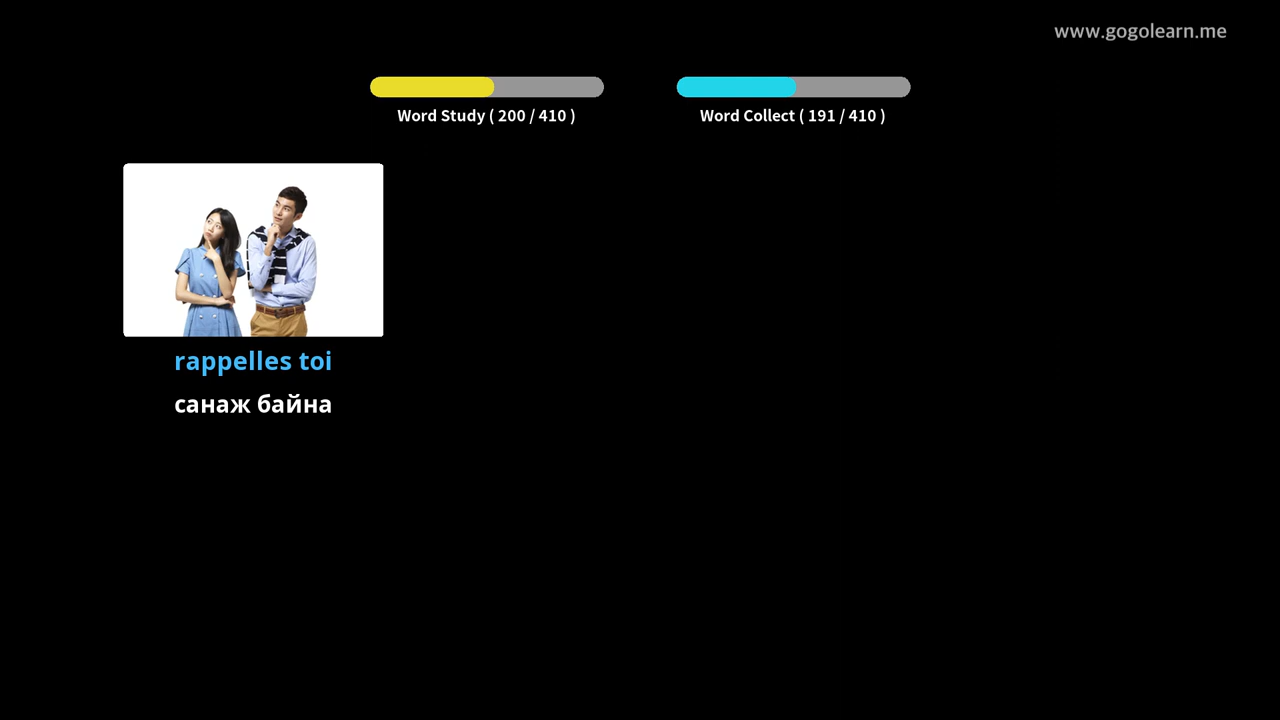 www.gogolearn.me
Word Study ( 200 / 410 )
Word Collect ( 191 / 410 )
rappelles toi
санаж байна